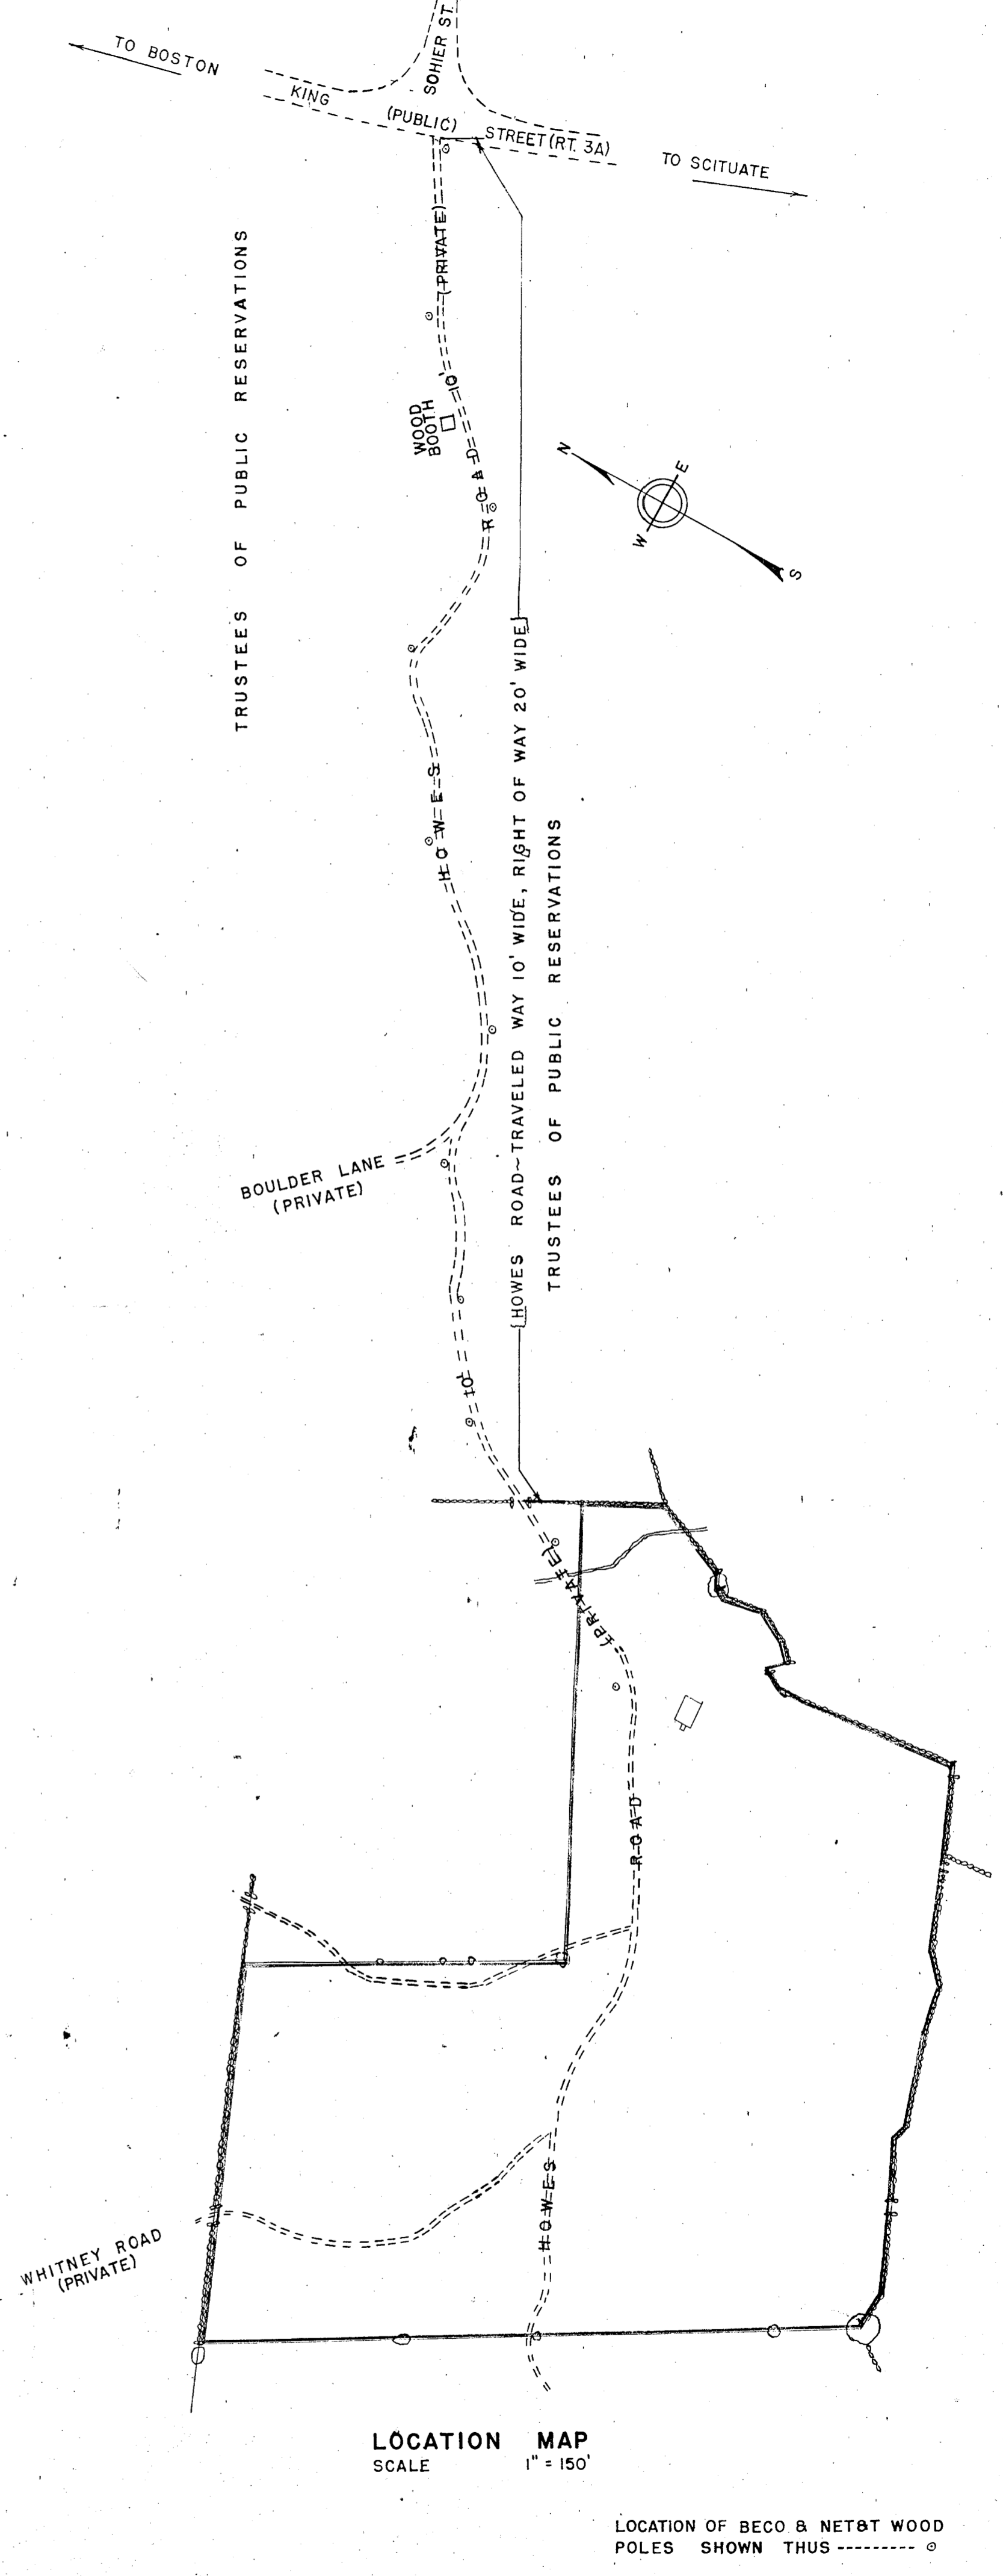 TO BOSTON
SOHIER ST.
KING
(PUBLIC)
STREET (RT. 3A)
TO SCITUATE
(PRIVATE)
TRUSTEES OF PUBLIC RESERVATIONS
10'
WOOD
BOOTH
ROAD
N
E
W
S
HOWES
[HOWES ROAD~TRAVELED WAY 10' WIDE, RIGHT OF WAY 20' WIDE]
TRUSTEES OF PUBLIC RESERVATIONS
BOULDER LANE
(PRIVATE)
10'
(PRIVATE)
ROAD
HOWES
WHITNEY ROAD
(PRIVATE)
LOCATION MAP
SCALE 1" = 150'
LOCATION OF BECO & NET&T WOOD
POLES SHOWN THUS --------- ⊙